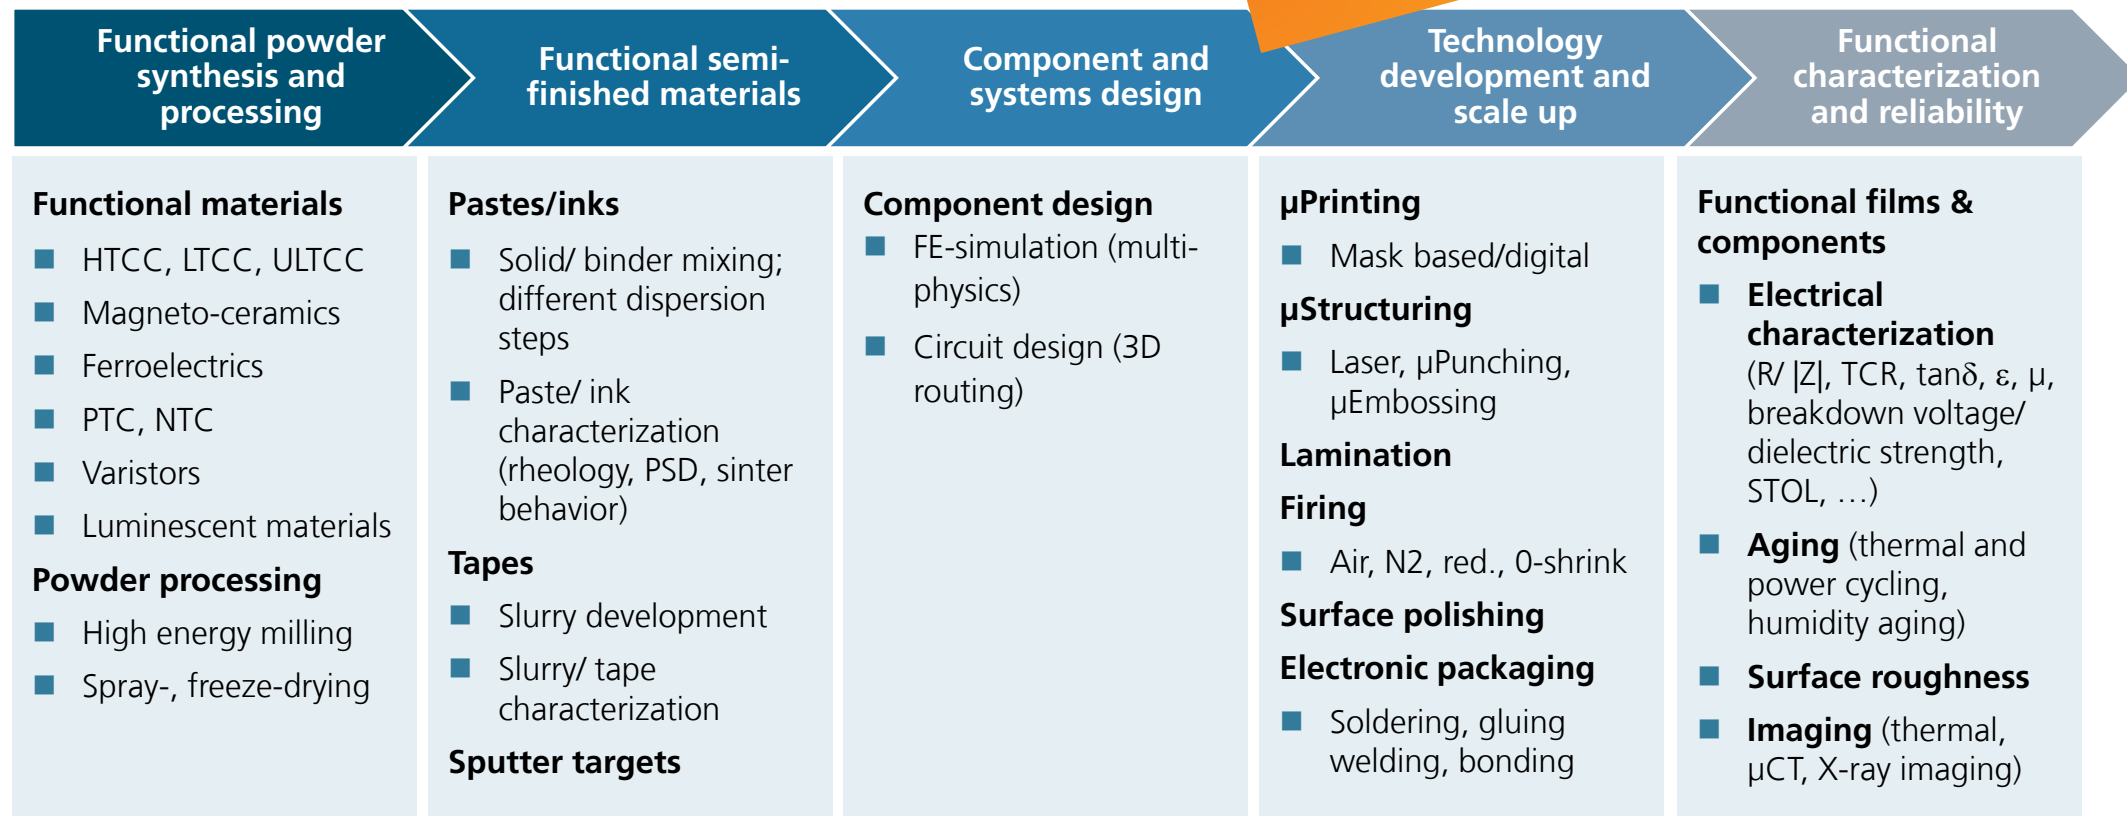 Functional powder
synthesis and
processing
Functional semi-
finished materials
Component and
systems design
Technology
development and
scale up
Functional
characterization
and reliability
Functional materials
HTCC, LTCC, ULTCC
Magneto-ceramics
Ferroelectrics
PTC, NTC
Varistors
Luminescent materials
Powder processing
High energy milling
Spray-, freeze-drying
Pastes/inks
Solid/ binder mixing;
different dispersion
steps
Paste/ ink
characterization
(rheology, PSD, sinter
behavior)
Tapes
Slurry development
Slurry/ tape
characterization
Sputter targets
Component design
FE-simulation (multi-
physics)
Circuit design (3D
routing)
µPrinting
Mask based/digital
µStructuring
Laser, µPunching,
µEmbossing
Lamination
Firing
Air, N2, red., 0-shrink
Surface polishing
Electronic packaging
Soldering, gluing
welding, bonding
Functional films &
components
Electrical
characterization
(R/ |Z|, TCR, tanδ, ε, µ,
breakdown voltage/
dielectric strength,
STOL, …)
Aging (thermal and
power cycling,
humidity aging)
Surface roughness
Imaging (thermal,
µCT, X-ray imaging)